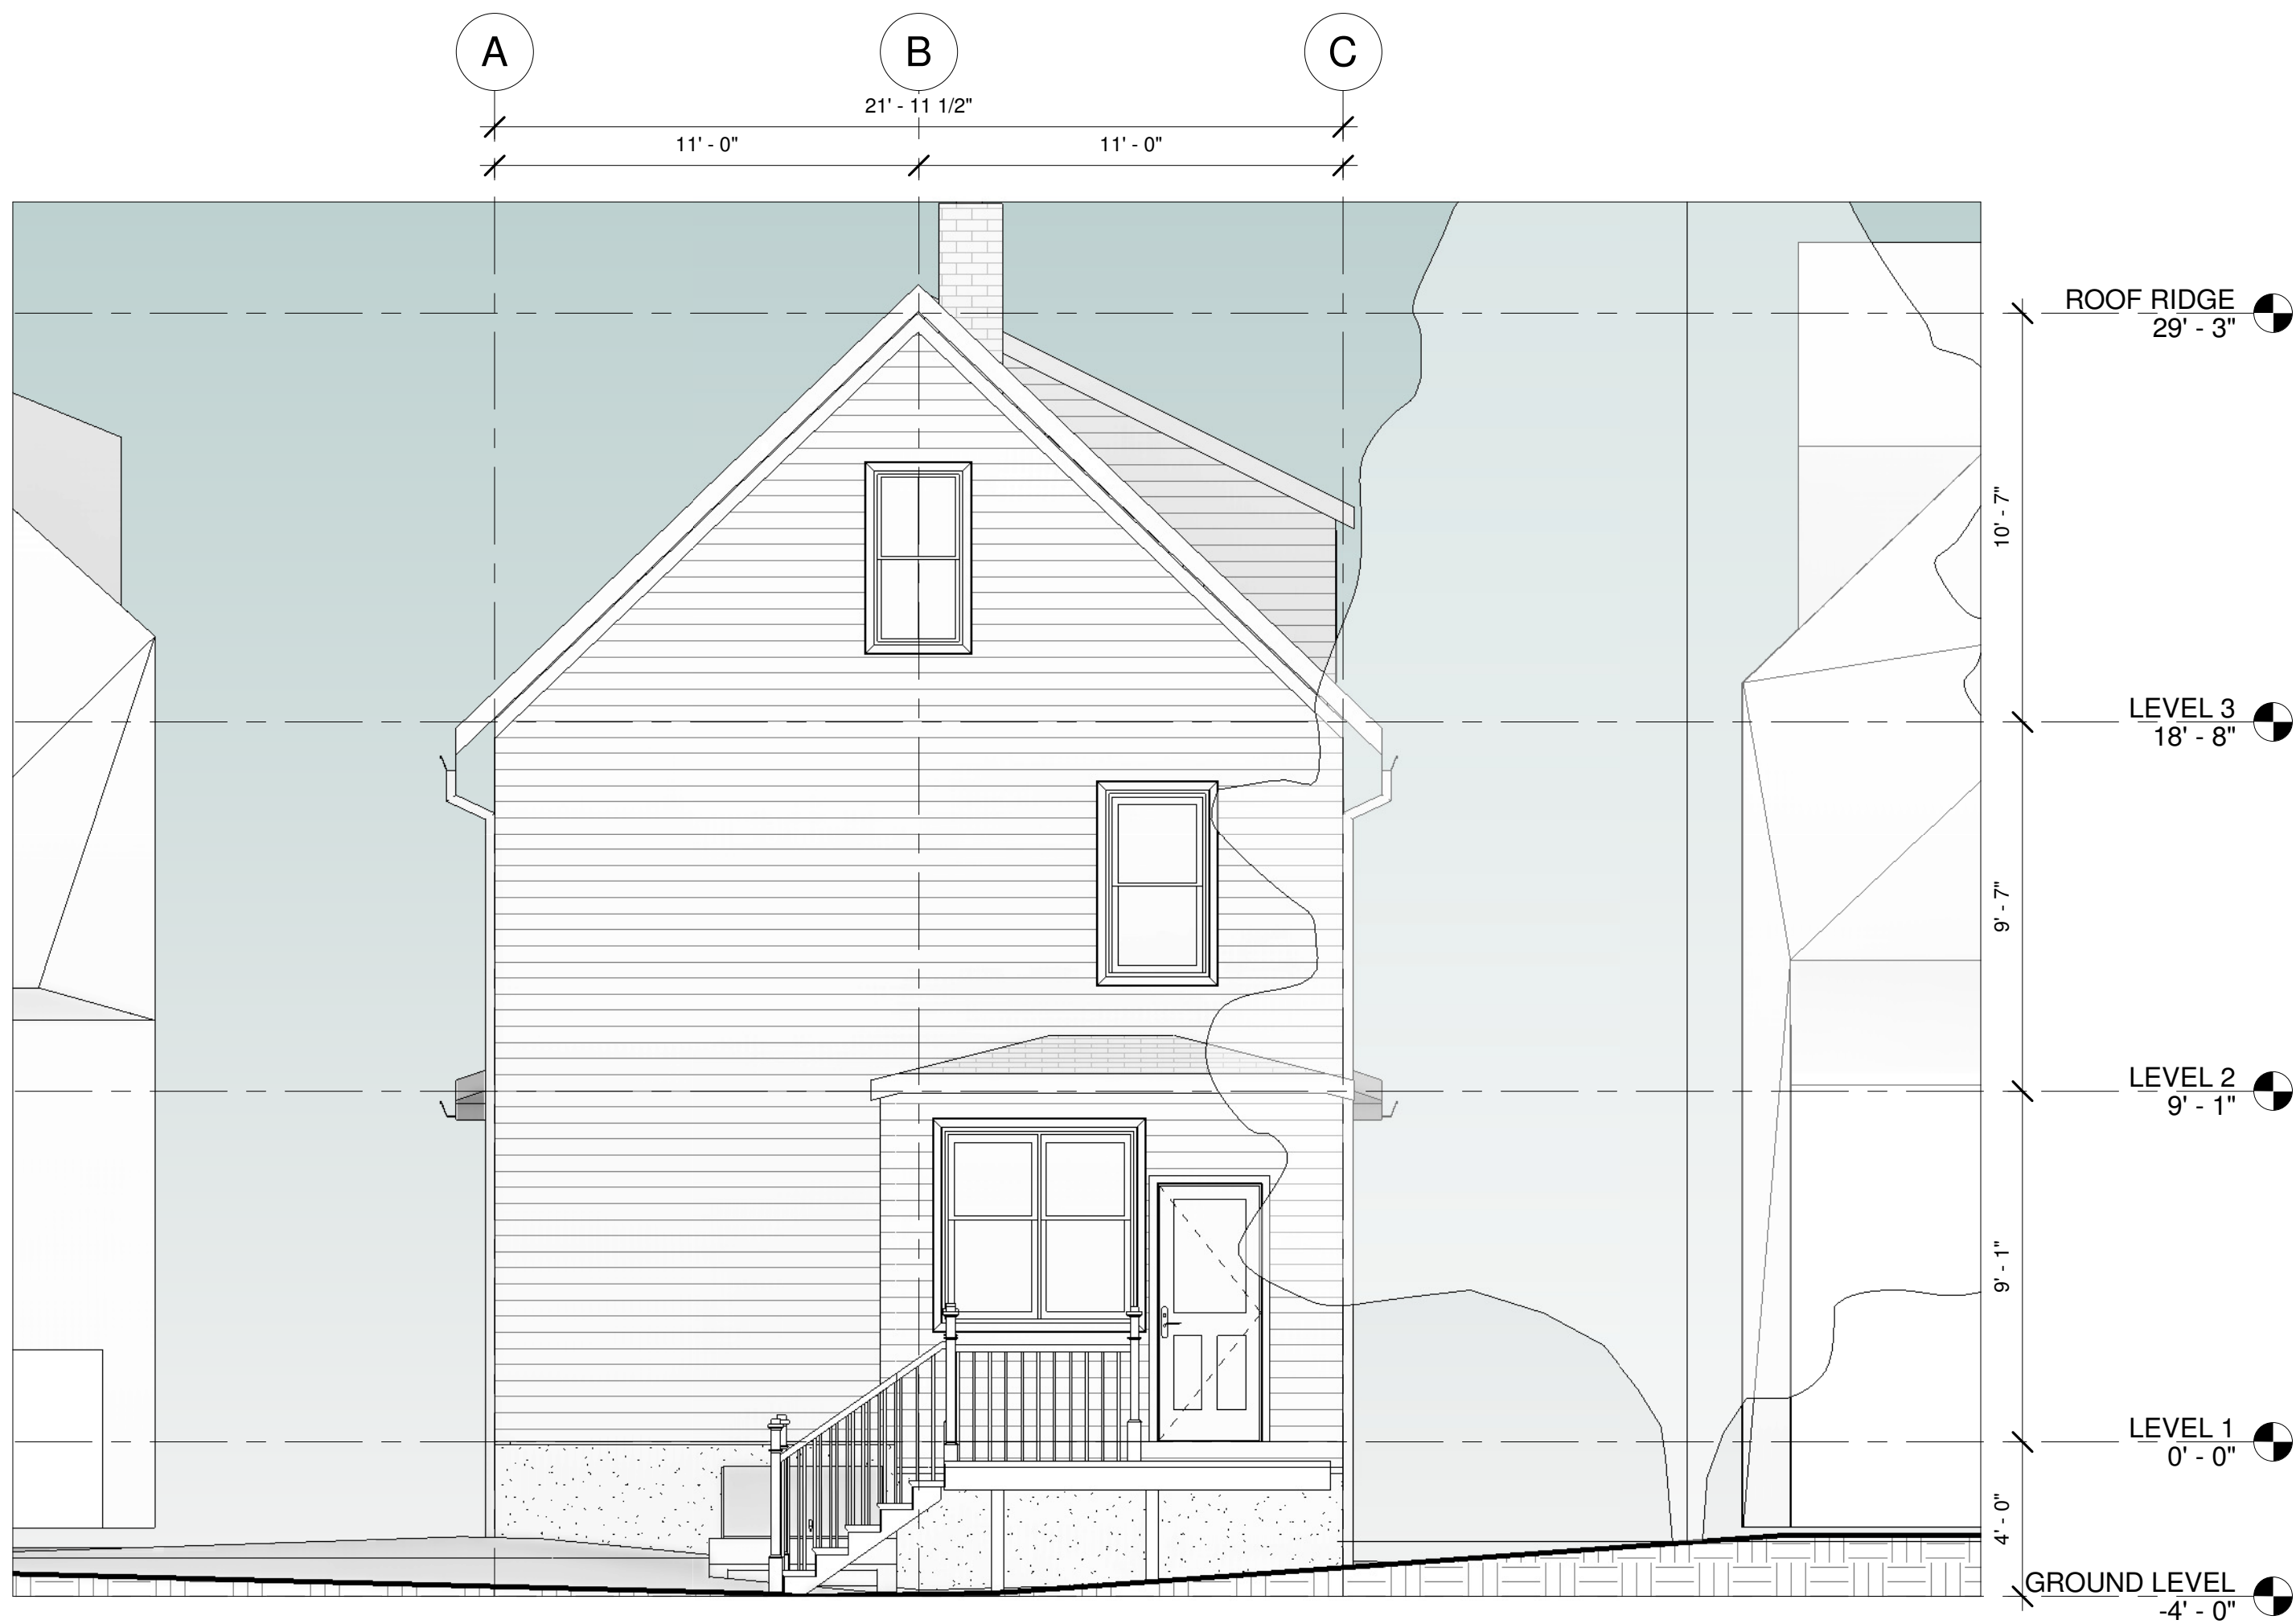 A
B
C
21' - 11 1/2"
11' - 0"
11' - 0"
ROOF RIDGE
29' - 3"
10' - 7"
LEVEL 3
18' - 8"
9' - 7"
LEVEL 2
9' - 1"
9' - 1"
LEVEL 1
0' - 0"
4' - 0"
GROUND LEVEL
-4' - 0"